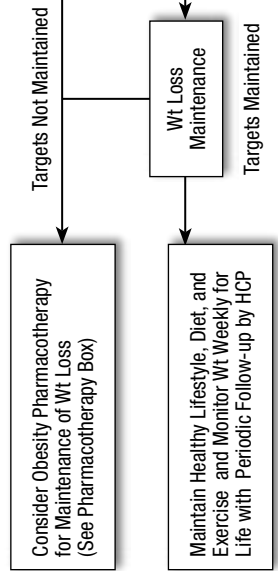 Targets Not Maintained
Consider Obesity Pharmacotherapy
for Maintenance of Wt Loss
(See Pharmacotherapy Box)
Wt Loss
Maintenance
Targets Maintained
Maintain Healthy Lifestyle, Diet, and
Exercise and Monitor Wt Weekly for
Life with Periodic Follow-up by HCP